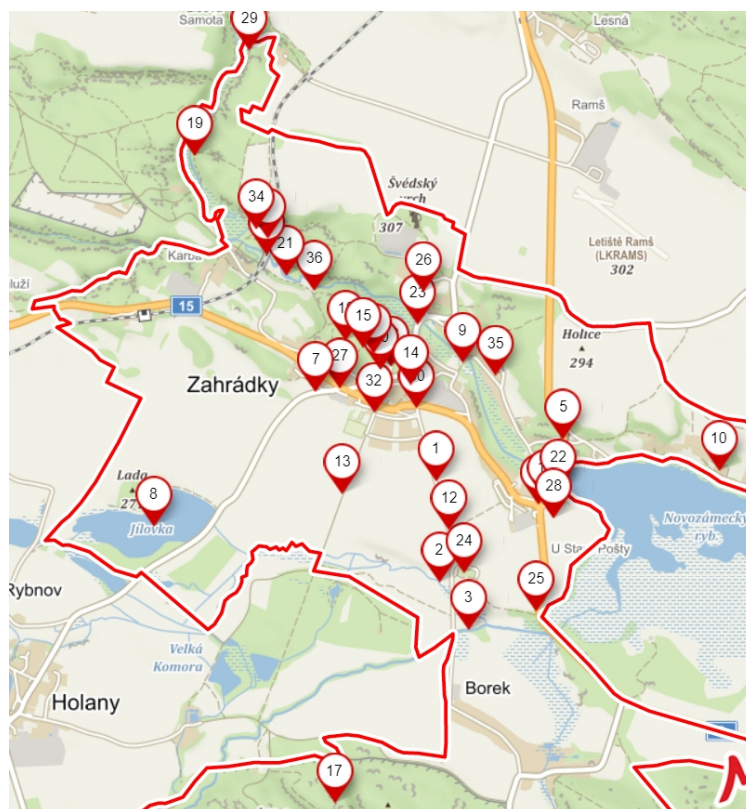 29
Samota
Lesná
Ramš
19
Švédský
vrch
307
34
21
36
26
Letiště Ramš
(LKRAMS)
302
Karba
15
23
15
9
35
Holice
294
14
7
27
32
Zahrádky
5
10
1
13
22
28
Lada
8
Jílovka
12
Novozámecký
ryb.
2
24
U Staré Pošty
25
3
Rybnov
Velká
Komora
Holany
Borek
17